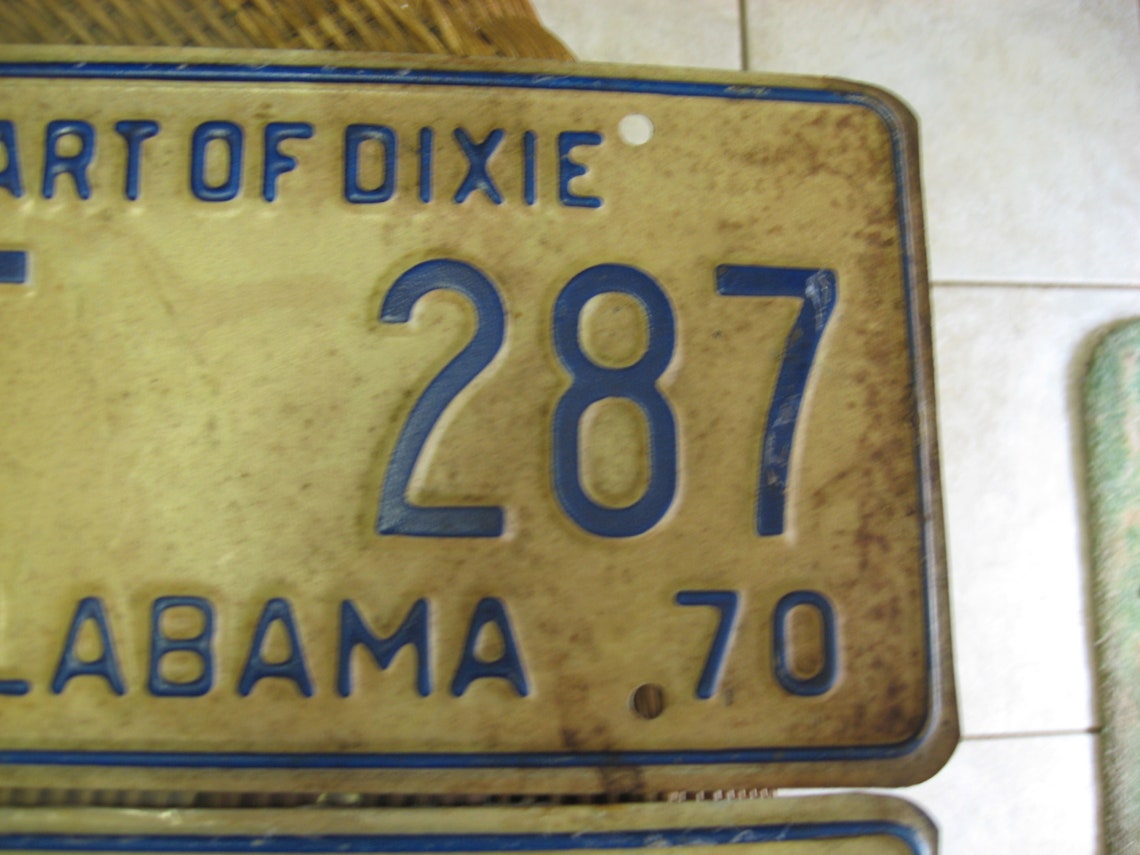 ART OF DIXIE
287
LABAMA 70